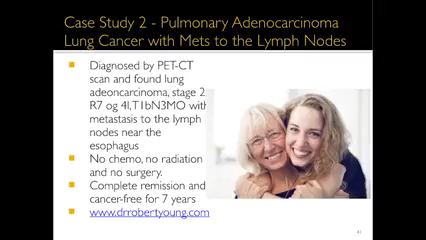 Case Study 2 - Pulmonary Adenocarcinoma
Lung Cancer with Mets to the Lymph Nodes
Diagnosed by PET-CT
scan and found lung
adeoncarcinoma, stage 2.
R7 og 4l,T1bN3MO with
metastasis to the lymph
nodes near the
esophagus
No chemo, no radiation
and no surgery.
Complete remission and
cancer-free for 7 years
www.drrobertyoung.com
41